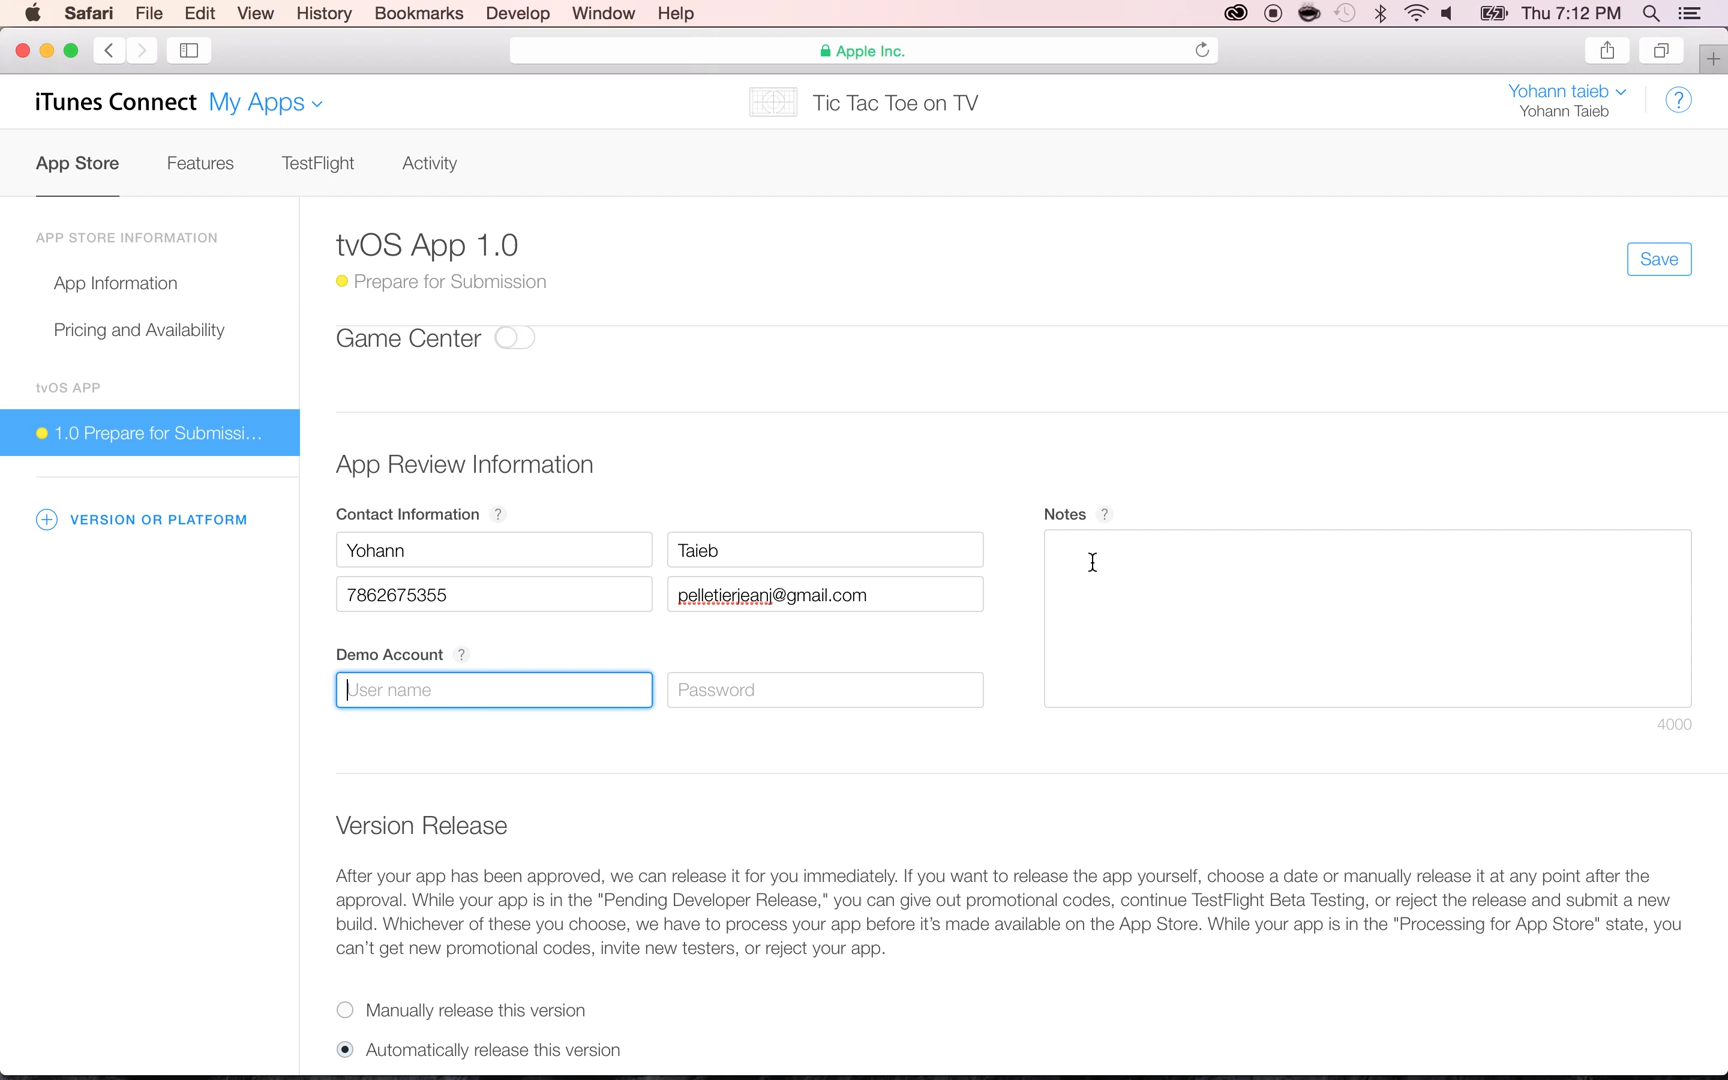 Safari File Edit View History Bookmarks Develop Window Help Thu 7:12 PM
Apple Inc.
iTunes Connect My Apps Tic Tac Toe on TV Yohann taieb ?
Yohann Taieb
App Store Features TestFlight Activity
APP STORE INFORMATION
App Information
Pricing and Availability
tvOS APP
1.0 Prepare for Submissi...
VERSION OR PLATFORM
tvOS App 1.0
Save
Prepare for Submission
Game Center
App Review Information
Contact Information ? Notes ?
Yohann Taieb
7862675355 pelletierjeanj@gmail.com
Demo Account ?
User name Password
4000
Version Release
After your app has been approved, we can release it for you immediately. If you want to release the app yourself, choose a date or manually release it at any point after the
approval. While your app is in the "Pending Developer Release," you can give out promotional codes, continue TestFlight Beta Testing, or reject the release and submit a new
build. Whichever of these you choose, we have to process your app before it’s made available on the App Store. While your app is in the "Processing for App Store" state, you
can’t get new promotional codes, invite new testers, or reject your app.
Manually release this version
Automatically release this version